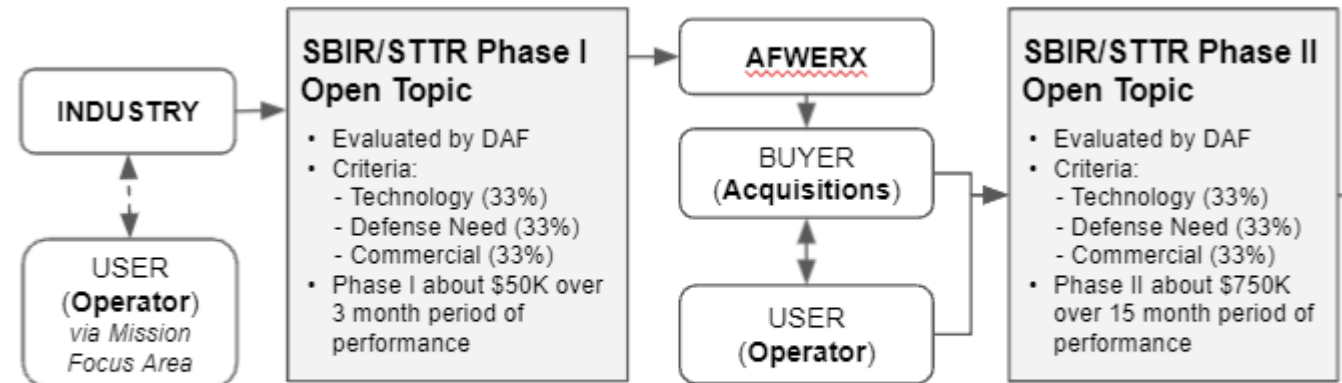 INDUSTRY
USER
(Operator)
via Mission
Focus Area
SBIR/STTR Phase I
Open Topic
• Evaluated by DAF
• Criteria:
- Technology (33%)
- Defense Need (33%)
- Commercial (33%)
• Phase I about $50K over
3 month period of
performance
AFWERX
BUYER
(Acquisitions)
USER
(Operator)
SBIR/STTR Phase II
Open Topic
• Evaluated by DAF
• Criteria:
- Technology (33%)
- Defense Need (33%)
- Commercial (33%)
• Phase II about $750K
over 15 month period of
performance